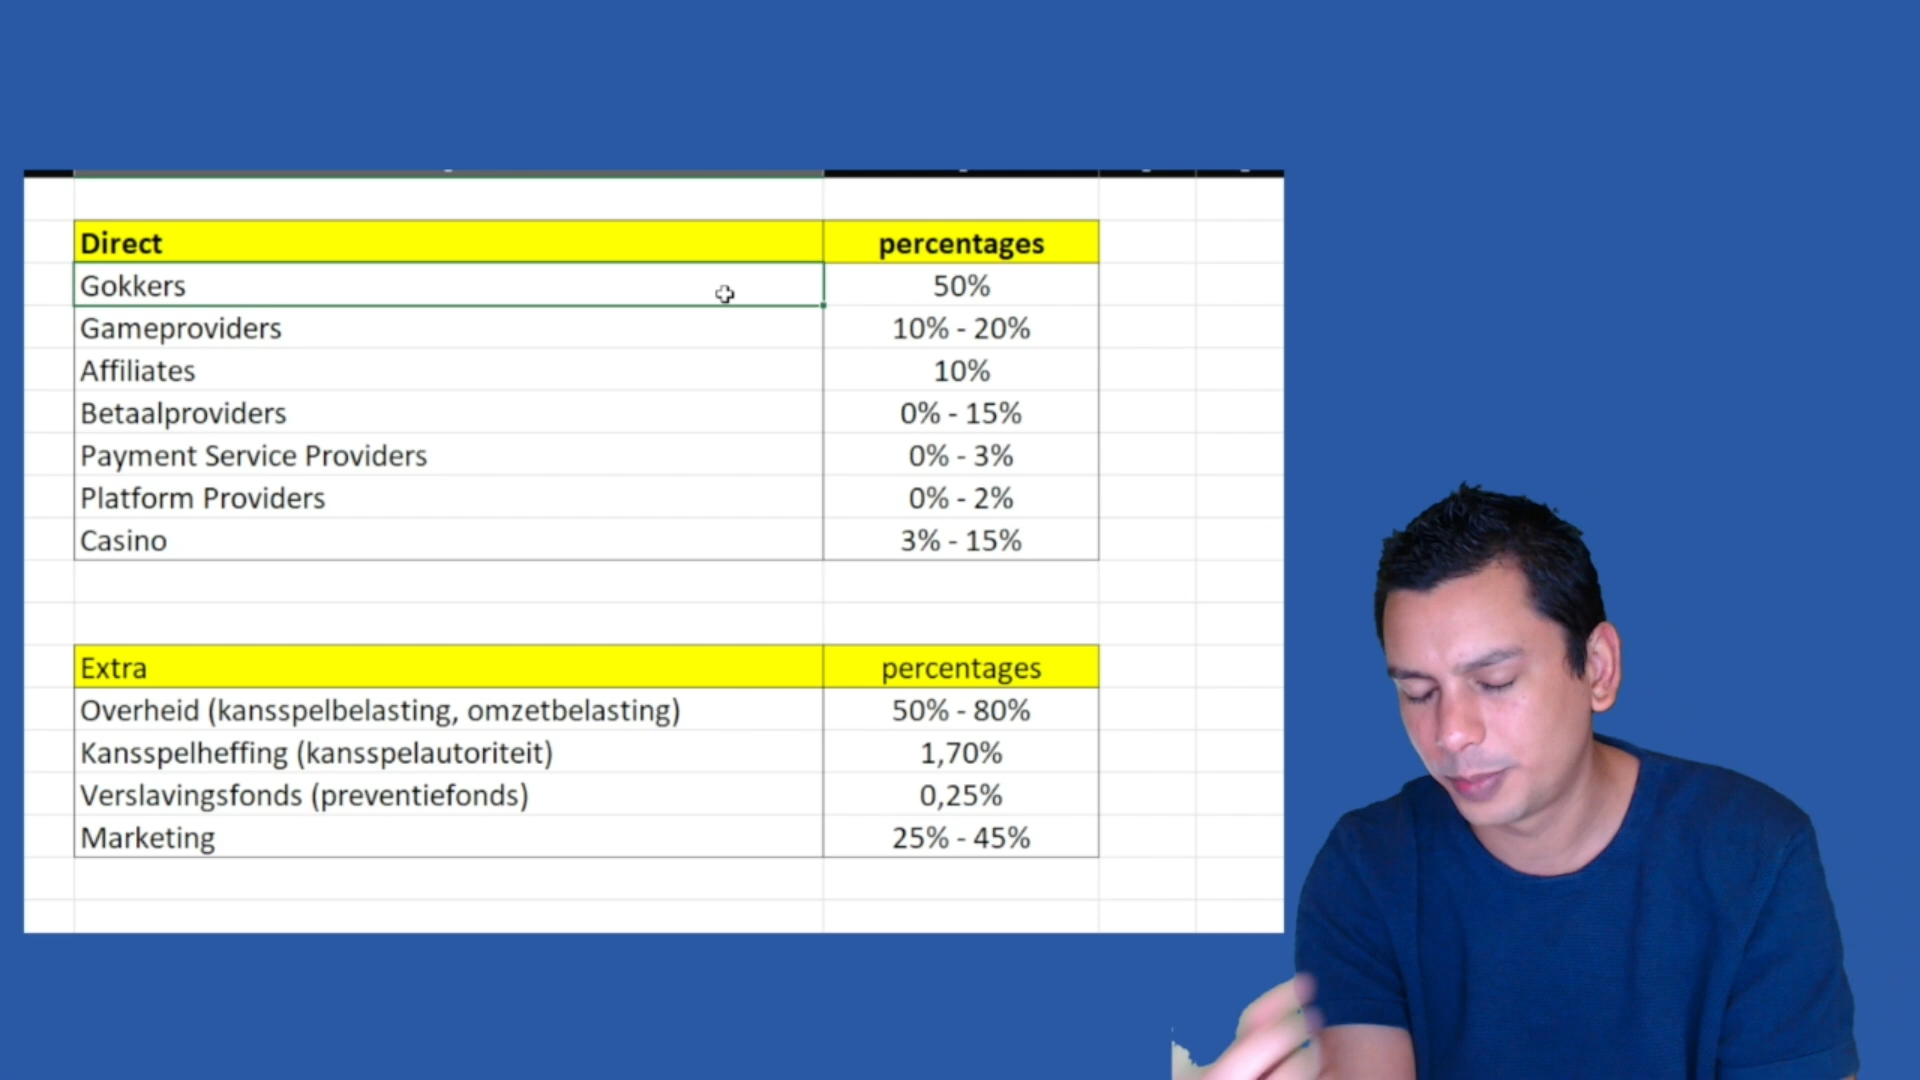 Direct percentages
Gokkers 50%
Gameproviders 10% - 20%
Affiliates 10%
Betaalproviders 0% - 15%
Payment Service Providers 0% - 3%
Platform Providers 0% - 2%
Casino 3% - 15%
Extra percentages
Overheid (kansspelbelasting, omzetbelasting) 50% - 80%
Kansspelheffing (kansspelautoriteit) 1,70%
Verslavingsfonds (preventiefonds) 0,25%
Marketing 25% - 45%